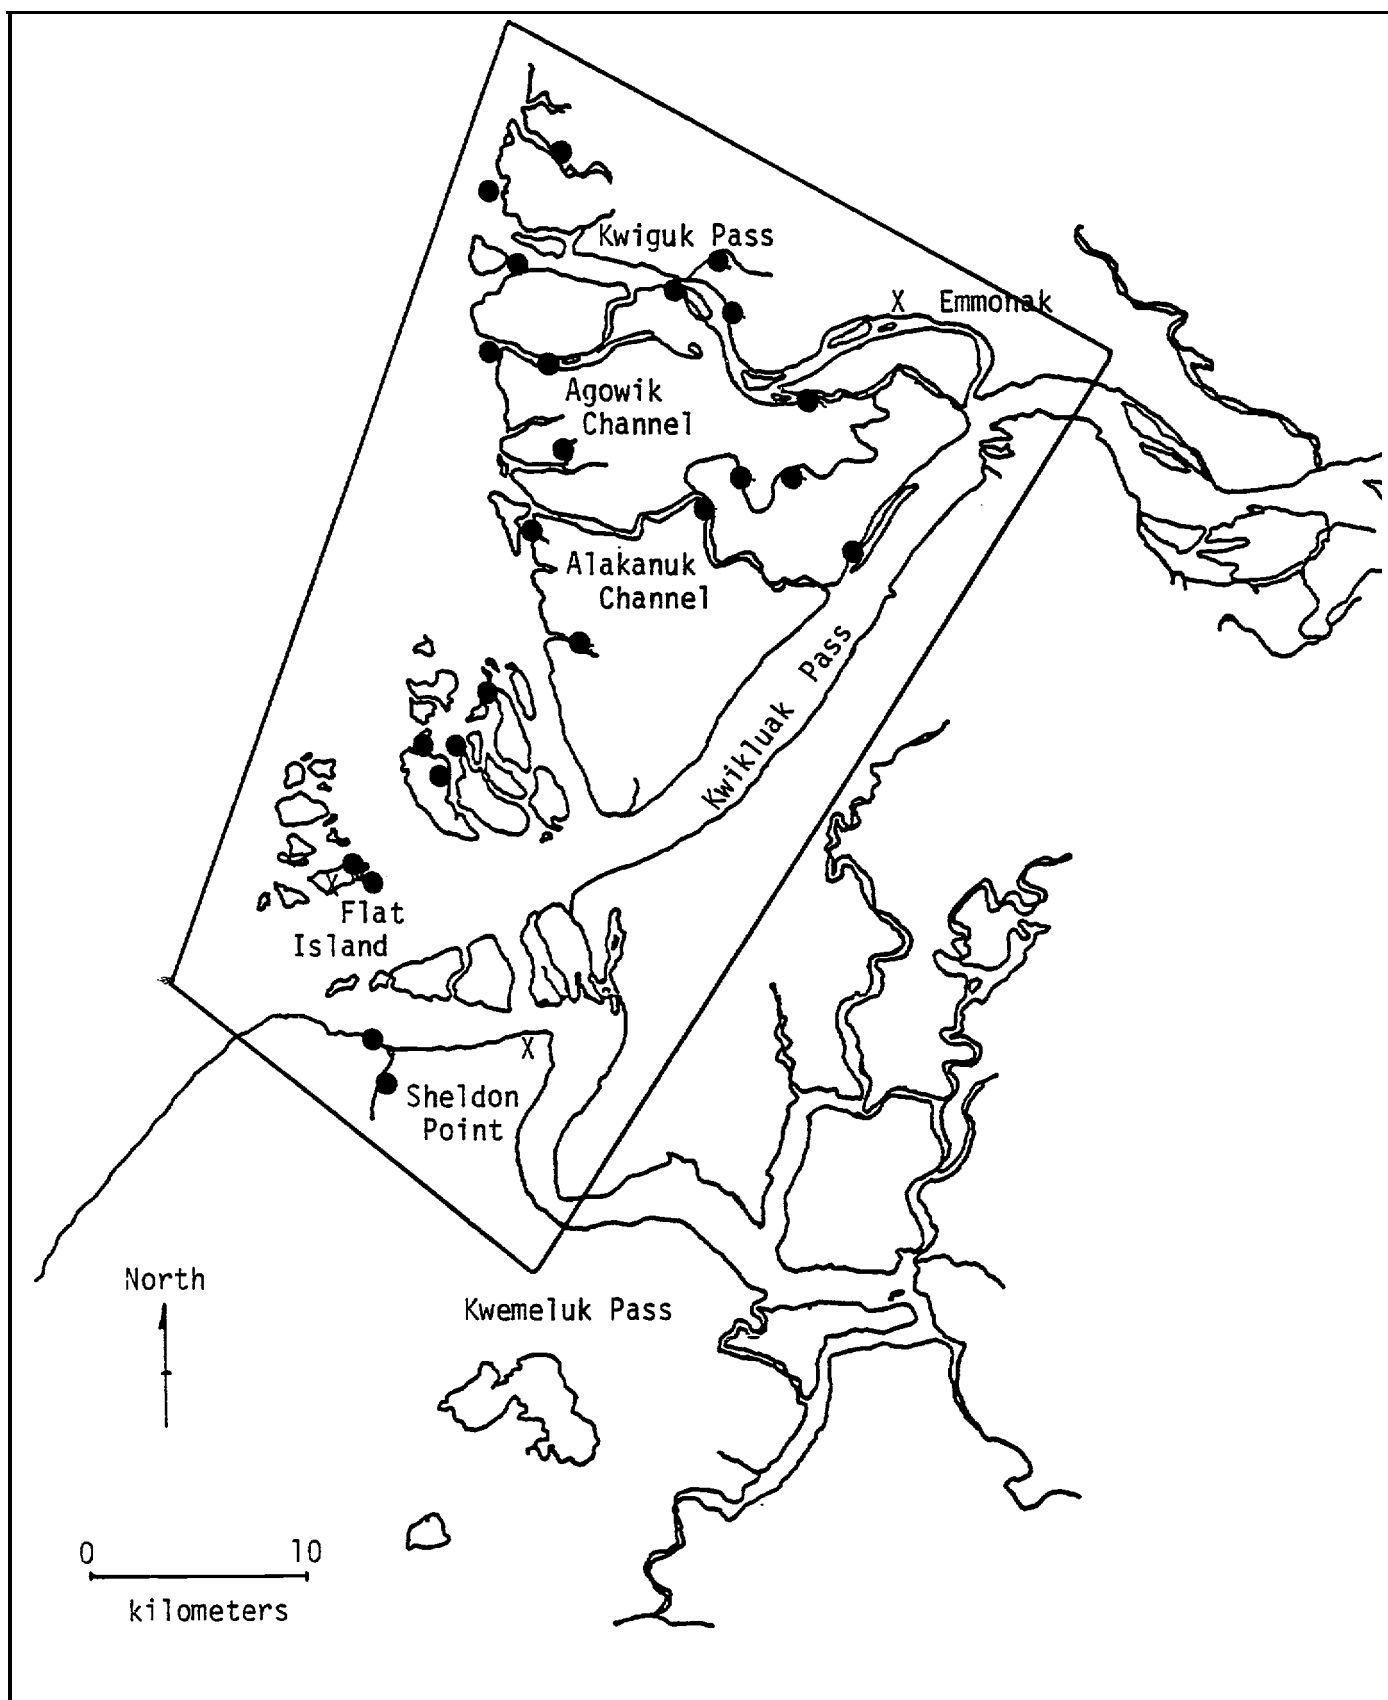 Kwiguk Pass
X Emmonak
Agowik
Channel
Alakanuk
Channel
Kwikluak Pass
X
Flat
Island
X
Sheldon
Point
North
Kwemeluk Pass
0 10
kilometers